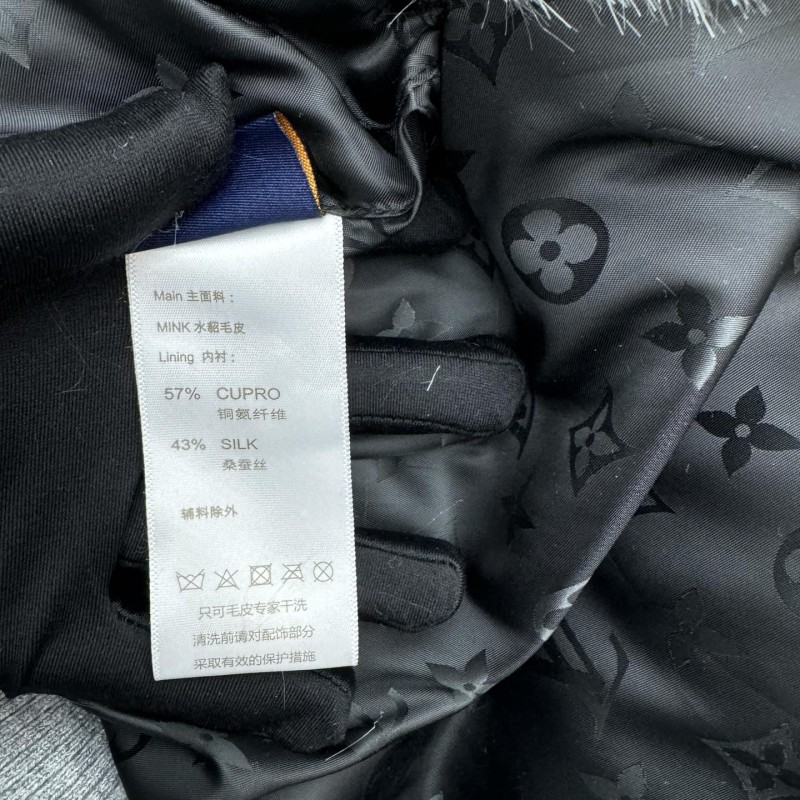 Main 主面料：
MINK 水貂毛皮
Lining 内衬：
57% CUPRO
铜氨纤维
43% SILK
桑蚕丝
辅料除外
只可毛皮专家干洗
清洗前请对配饰部分
采取有效的保护措施